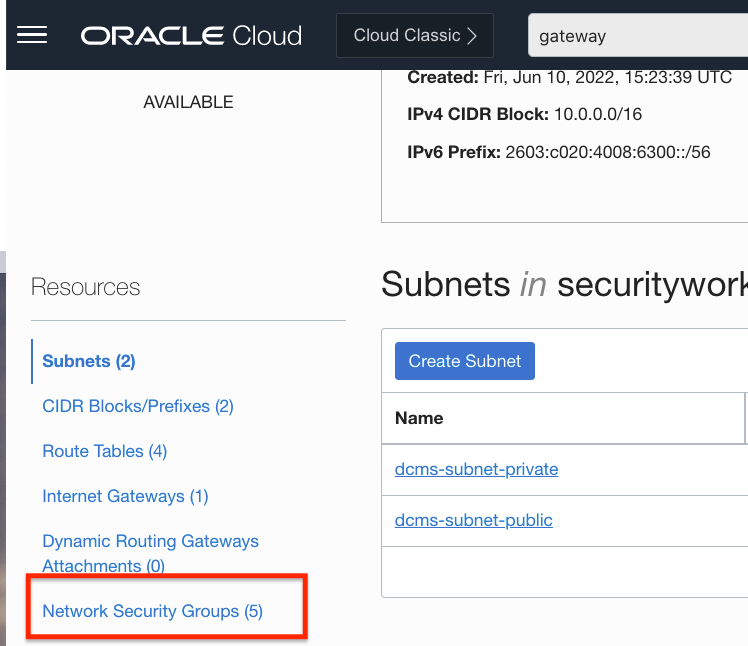 ORACLE Cloud
Cloud Classic
gateway
AVAILABLE
Created: Fri, Jun 10, 2022, 15:23:39 UTC
IPv4 CIDR Block: 10.0.0.0/16
IPv6 Prefix: 2603:c020:4008:6300::/56
Resources
Subnets (2)
CIDR Blocks/Prefixes (2)
Route Tables (4)
Internet Gateways (1)
Dynamic Routing Gateways
Attachments (0)
Network Security Groups (5)
Subnets in securitywork
Create Subnet
Name
dcms-subnet-private
dcms-subnet-public